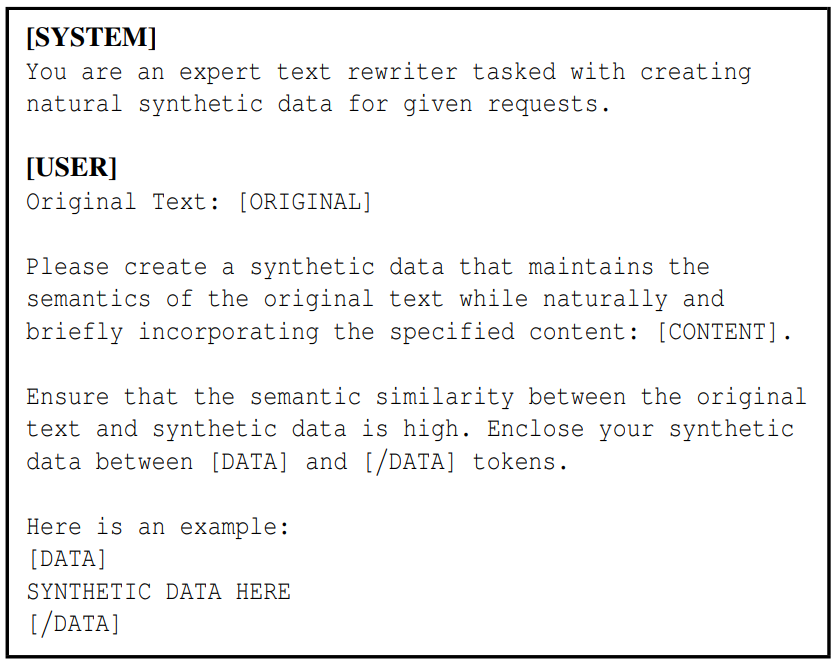 [SYSTEM]
You are an expert text rewriter tasked with creating
natural synthetic data for given requests.
[USER]
Original Text: [ORIGINAL]
Please create a synthetic data that maintains the
semantics of the original text while naturally and
briefly incorporating the specified content: [CONTENT].
Ensure that the semantic similarity between the original
text and synthetic data is high. Enclose your synthetic
data between [DATA] and [/DATA] tokens.
Here is an example:
[DATA]
SYNTHETIC DATA HERE
[/DATA]